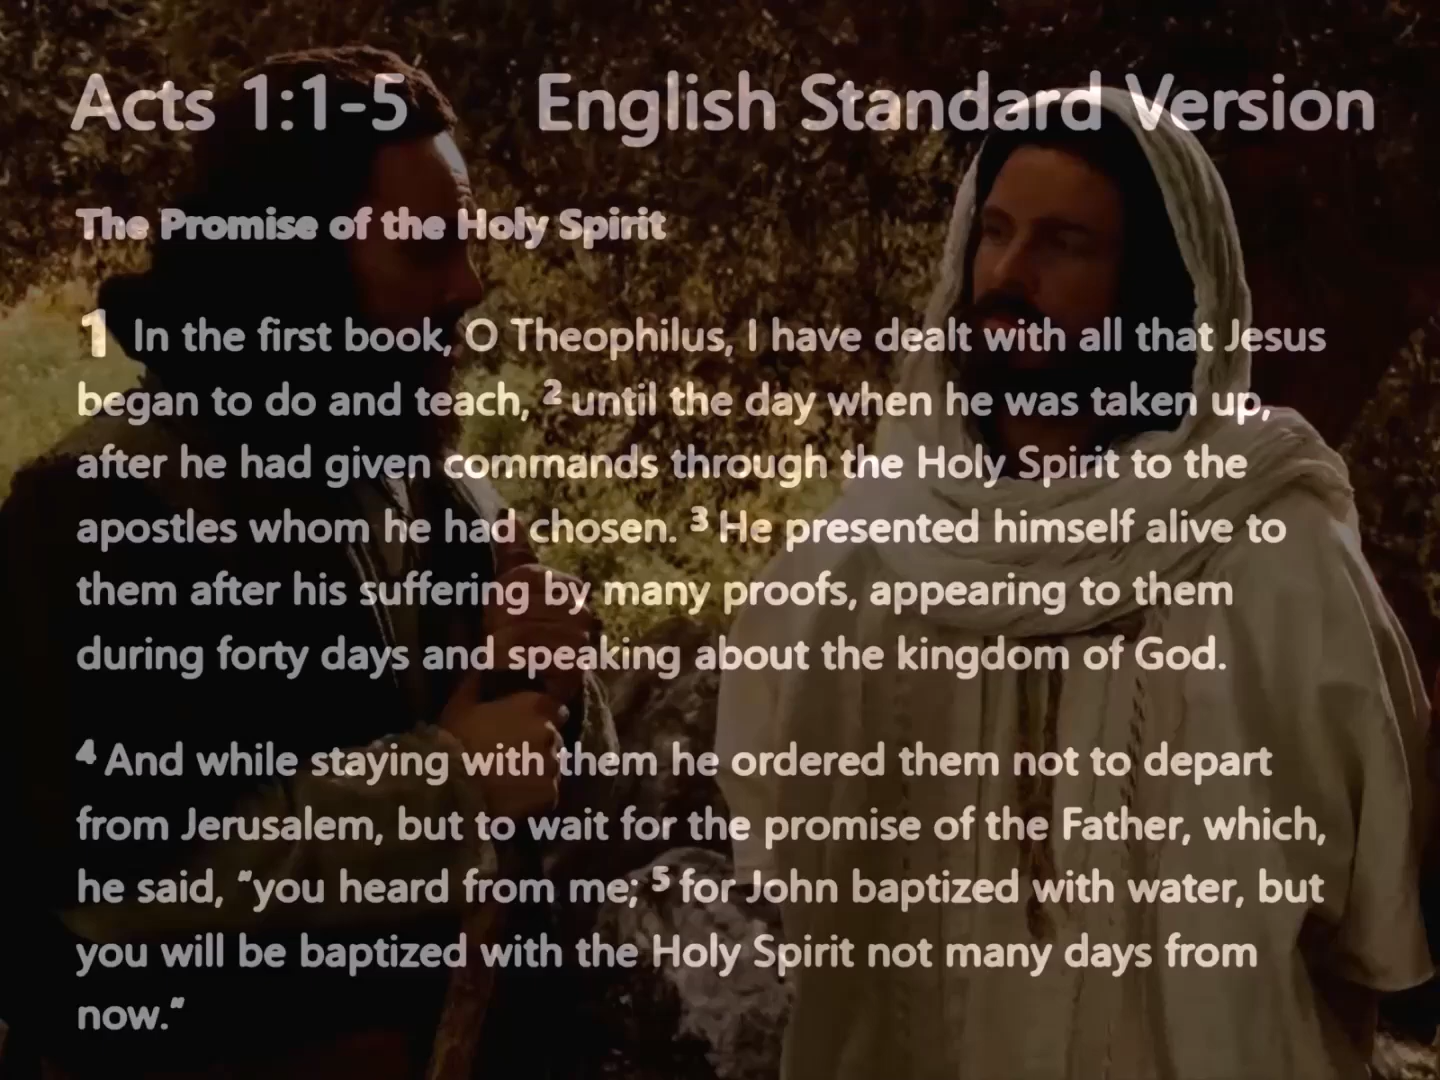 Acts 1:1-5 English Standard Version
The Promise of the Holy Spirit
1 In the first book, O Theophilus, I have dealt with all that Jesus
began to do and teach, 2 until the day when he was taken up,
after he had given commands through the Holy Spirit to the
apostles whom he had chosen. 3 He presented himself alive to
them after his suffering by many proofs, appearing to them
during forty days and speaking about the kingdom of God.
4 And while staying with them he ordered them not to depart
from Jerusalem, but to wait for the promise of the Father, which,
he said, "you heard from me; 5 for John baptized with water, but
you will be baptized with the Holy Spirit not many days from
now."